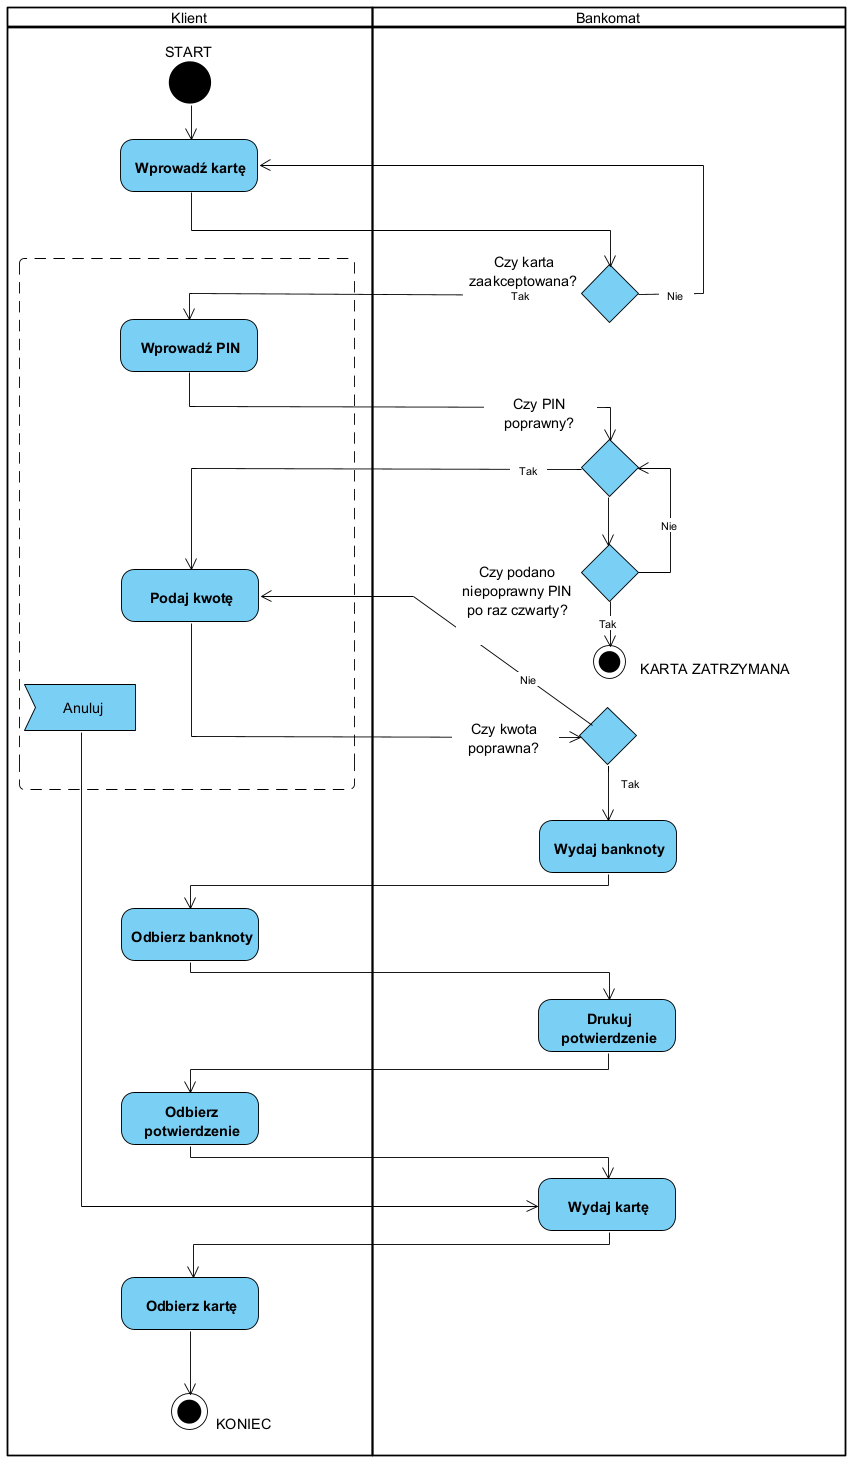 Klient
Bankomat
START
Wprowadź kartę
Czy karta
zaakceptowana?
Tak
Nie
Wprowadź PIN
Czy PIN
poprawny?
Tak
Nie
Czy podano
niepoprawny PIN
po raz czwarty?
Podaj kwotę
Tak
KARTA ZATRZYMANA
Nie
Anuluj
Czy kwota
poprawna?
Tak
Wydaj banknoty
Odbierz banknoty
Drukuj
potwierdzenie
Odbierz
potwierdzenie
Wydaj kartę
Odbierz kartę
KONIEC